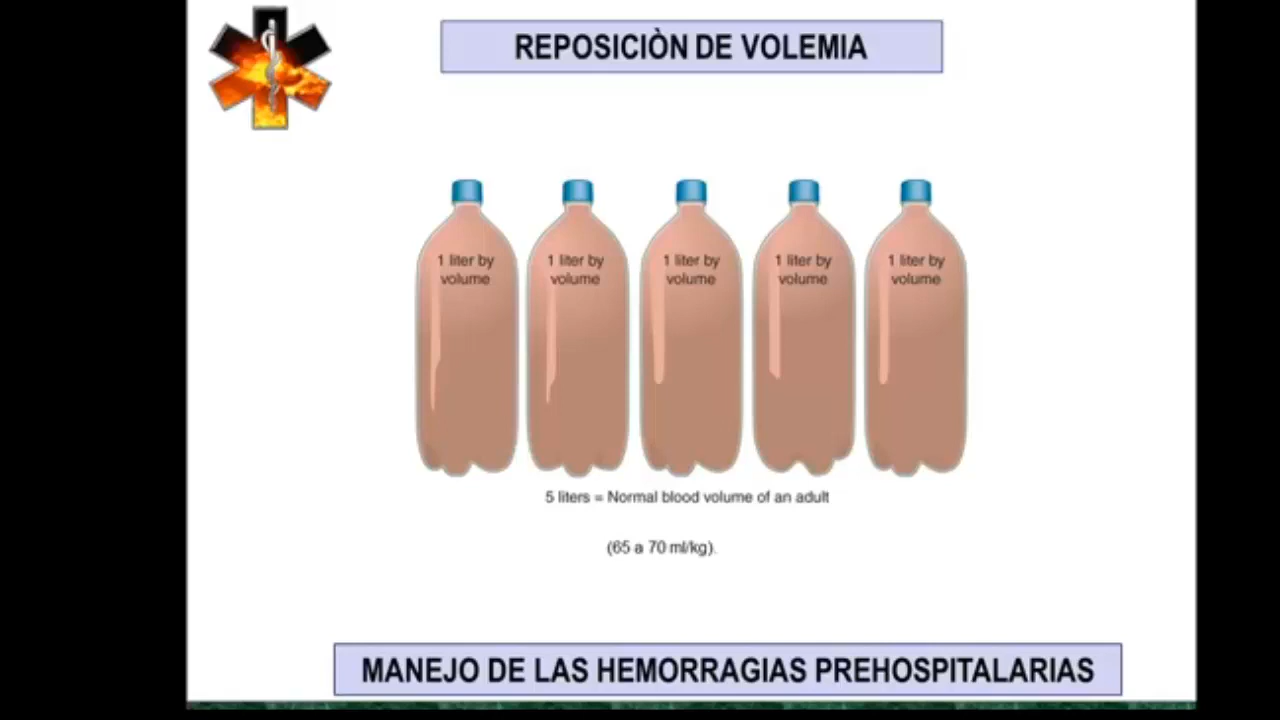 REPOSICIÒN DE VOLEMIA
1 liter by
volume
1 liter by
volume
1 liter by
volume
1 liter by
volume
1 liter by
volume
5 liters = Normal blood volume of an adult
(65 a 70 ml/kg).
MANEJO DE LAS HEMORRAGIAS PREHOSPITALARIAS